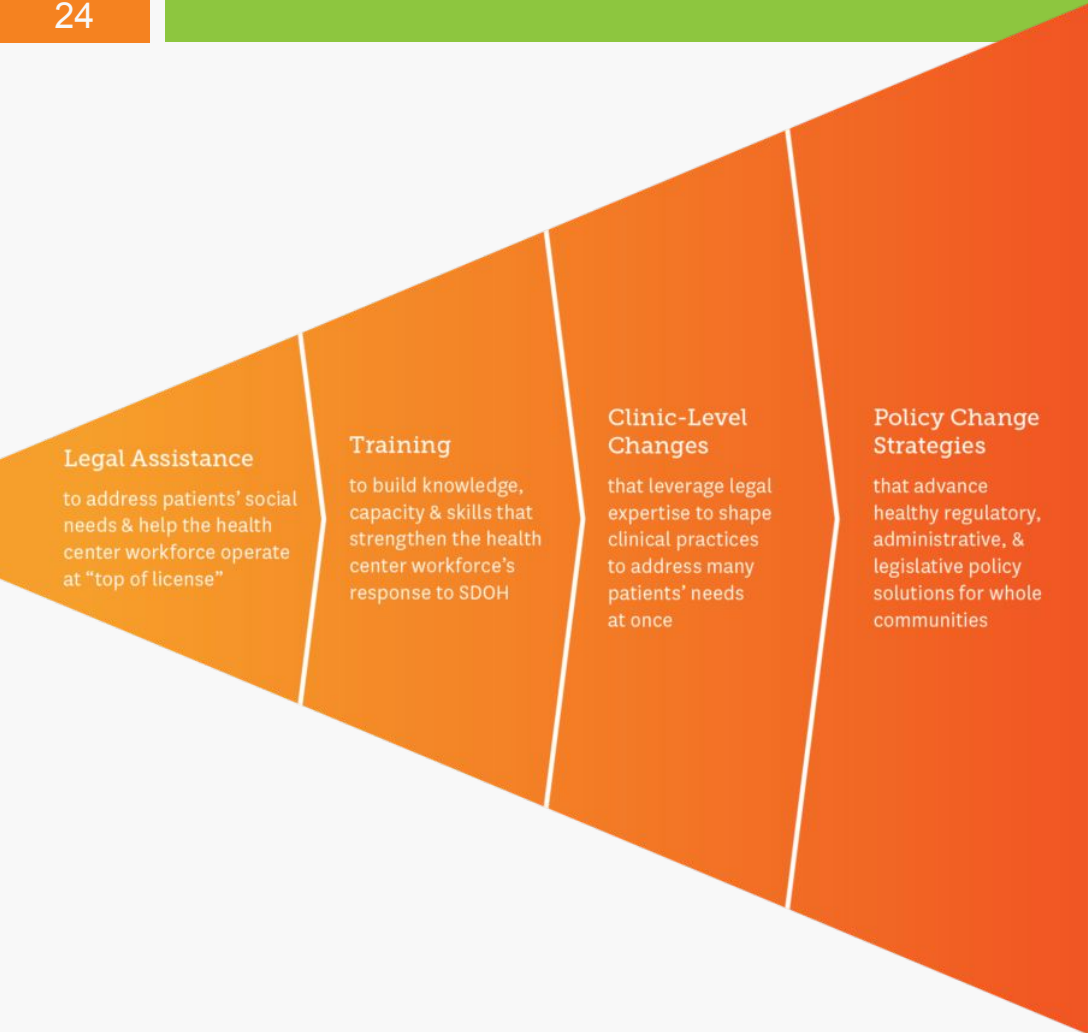 24
Legal Assistance
to address patients’ social
needs & help the health
center workforce operate
at “top of license”
Training
to build knowledge,
capacity & skills that
strengthen the health
center workforce’s
response to SDOH
Clinic-Level
Changes
that leverage legal
expertise to shape
clinical practices
to address many
patients’ needs
at once
Policy Change
Strategies
that advance
healthy regulatory,
administrative, &
legislative policy
solutions for whole
communities